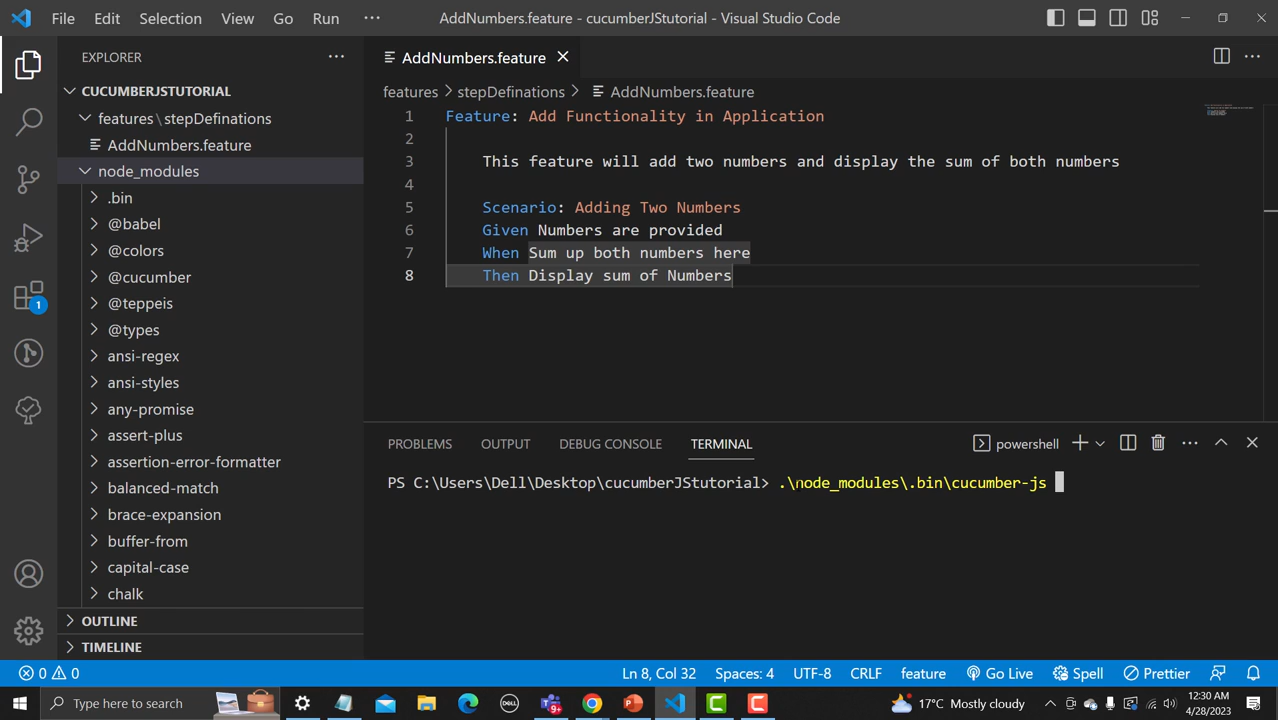 File Edit Selection View Go Run ··· AddNumbers.feature - cucumberJStutorial - Visual Studio Code
EXPLORER ···
CUCUMBERJSTUTORIAL
features\stepDefinations
AddNumbers.feature
node_modules
.bin
@babel
@colors
@cucumber
@teppeis
@types
ansi-regex
ansi-styles
any-promise
assert-plus
assertion-error-formatter
balanced-match
brace-expansion
buffer-from
capital-case
chalk
OUTLINE
TIMELINE
1
AddNumbers.feature
features > stepDefinations > AddNumbers.feature
1 Feature: Add Functionality in Application
2
3 This feature will add two numbers and display the sum of both numbers
4
5 Scenario: Adding Two Numbers
6 Given Numbers are provided
7 When Sum up both numbers here
8 Then Display sum of Numbers
PROBLEMS OUTPUT DEBUG CONSOLE TERMINAL powershell
PS C:\Users\Dell\Desktop\cucumberJStutorial> .\node_modules\.bin\cucumber-js
0 0 Ln 8, Col 32 Spaces: 4 UTF-8 CRLF feature Go Live Spell Prettier
Type here to search DELL 9+ 17°C Mostly cloudy 12:30 AM
4/28/2023